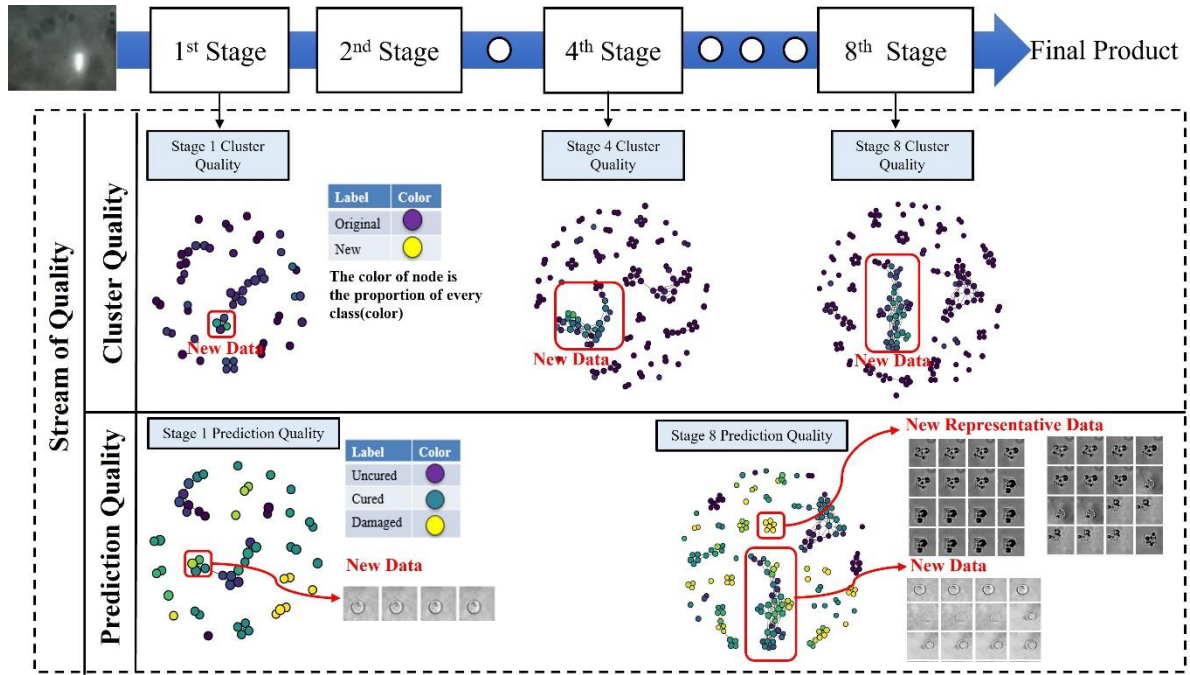 1st Stage
2nd Stage
4th Stage
8th Stage
Final Product
Stream of Quality
Cluster Quality
Stage 1 Cluster
Quality
Stage 4 Cluster
Quality
Stage 8 Cluster
Quality
Label Color
Original
New
The color of node is
the proportion of every
class(color)
New Data
New Data
New Data
Prediction Quality
Stage 1 Prediction Quality
Label Color
Uncured
Cured
Damaged
New Data
Stage 8 Prediction Quality
New Representative Data
New Data